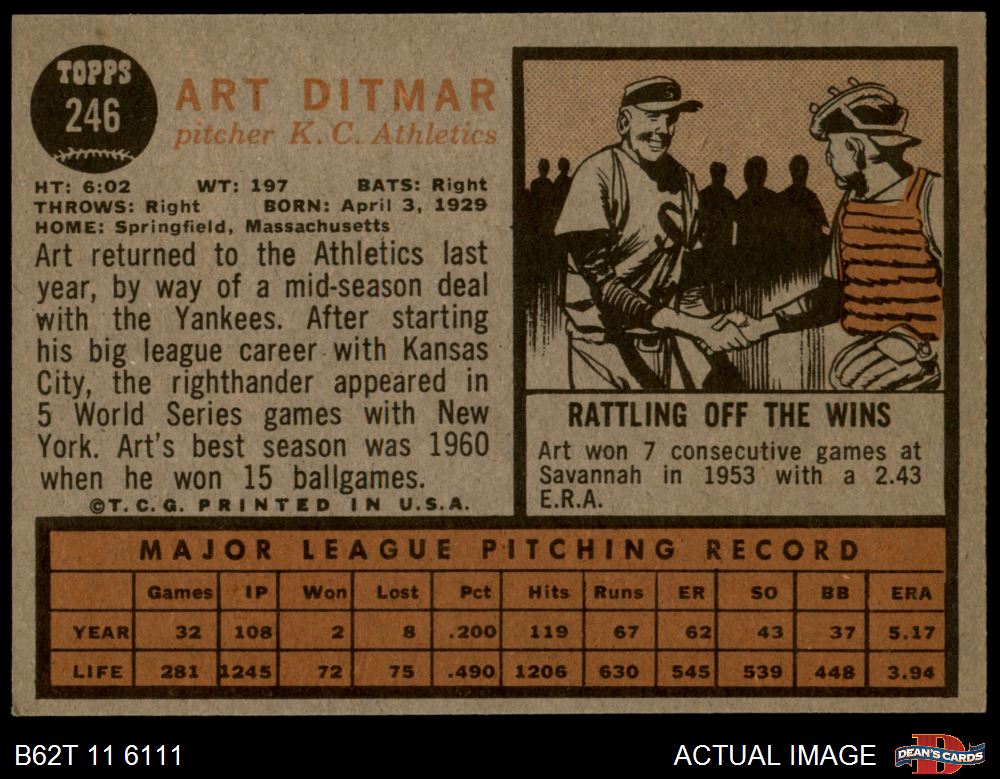 TOPPS
246
ART DITMAR
pitcher K. C. Athletics
HT: 6:02 WT: 197 BATS: Right
THROWS: Right BORN: April 3, 1929
HOME: Springfield, Massachusetts
Art returned to the Athletics last
year, by way of a mid-season deal
with the Yankees. After starting
his big league career with Kansas
City, the righthander appeared in
5 World Series games with New
York. Art's best season was 1960
when he won 15 ballgames.
©T. C. G. PRINTED IN U.S.A.
S
S
RATTLING OFF THE WINS
Art won 7 consecutive games at
Savannah in 1953 with a 2.43
E.R.A.
MAJOR LEAGUE PITCHING RECORD
Games IP Won Lost Pct Hits Runs ER SO BB ERA
YEAR 32 108 2 8 .200 119 67 62 43 37 5.17
LIFE 281 1245 72 75 .490 1206 630 545 539 448 3.94
B62T 11 6111
ACTUAL IMAGE
D
DEAN'S CARDS